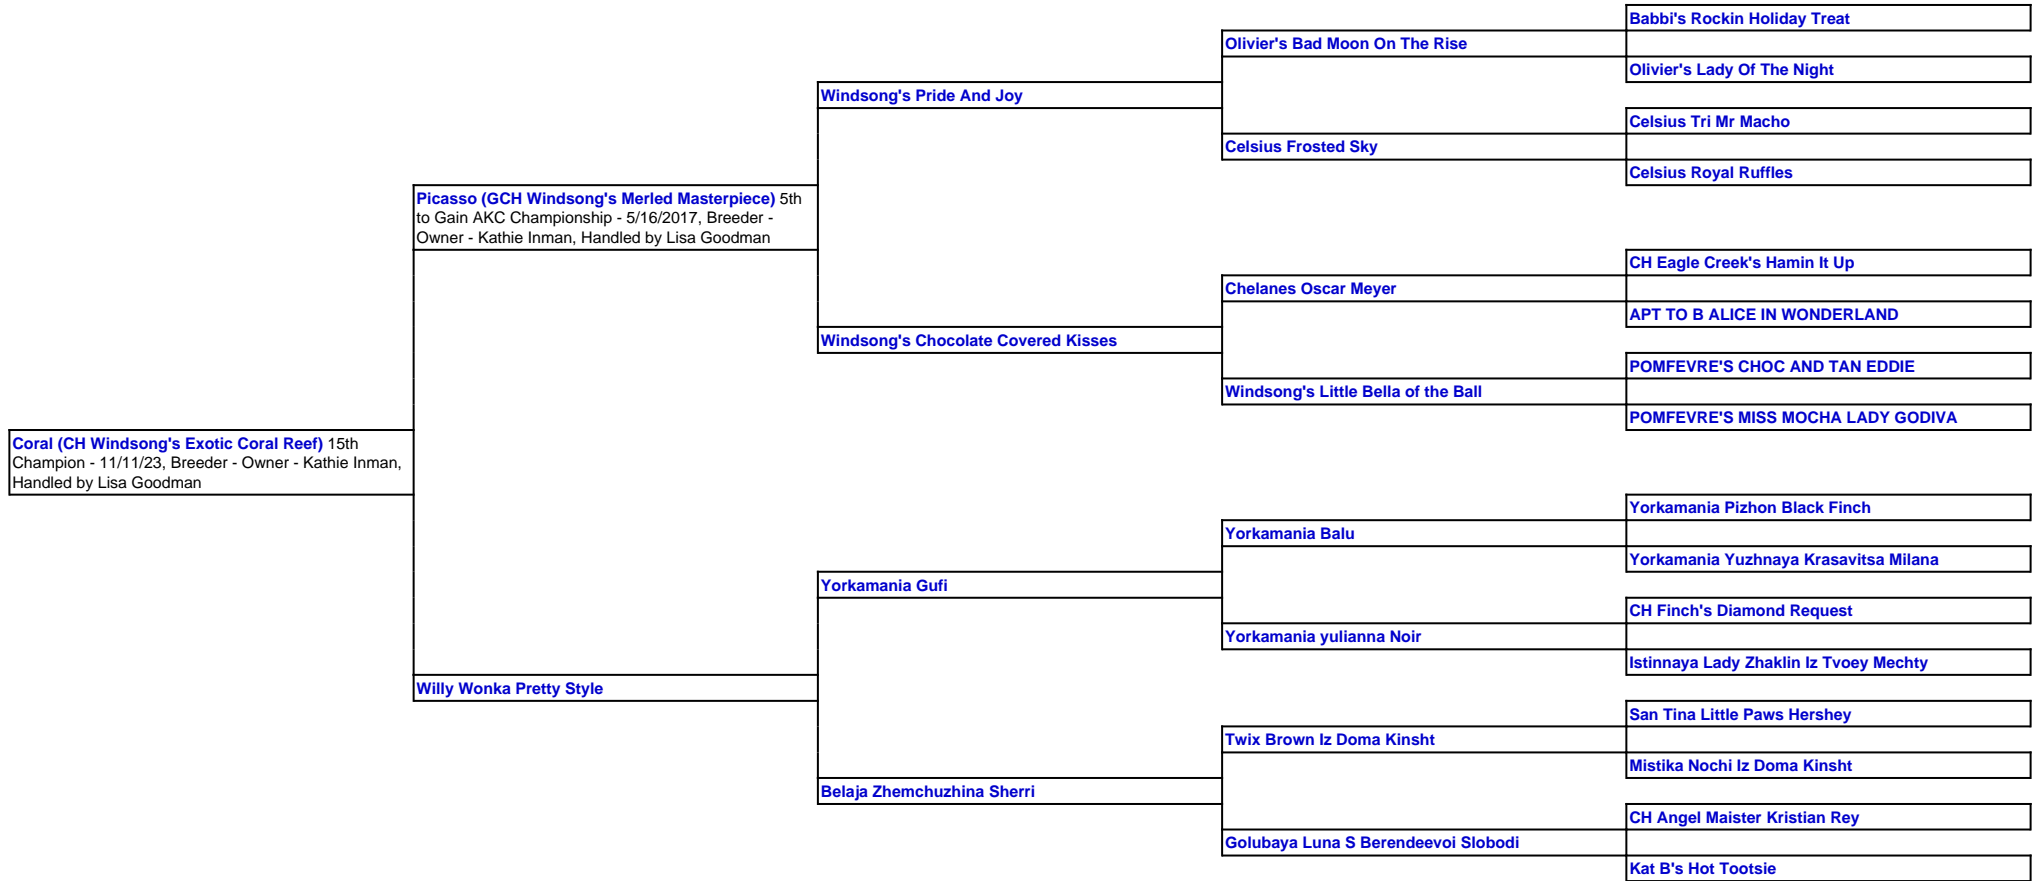 Babbi's Rockin Holiday Treat
Olivier's Bad Moon On The Rise
Olivier's Lady Of The Night
Windsong's Pride And Joy
Celsius Tri Mr Macho
Celsius Frosted Sky
Celsius Royal Ruffles
Picasso (GCH Windsong's Merled Masterpiece) 5th
to Gain AKC Championship - 5/16/2017, Breeder -
Owner - Kathie Inman, Handled by Lisa Goodman
CH Eagle Creek's Hamin It Up
Chelanes Oscar Meyer
APT TO B ALICE IN WONDERLAND
Windsong's Chocolate Covered Kisses
POMFEVRE'S CHOC AND TAN EDDIE
Windsong's Little Bella of the Ball
POMFEVRE'S MISS MOCHA LADY GODIVA
Coral (CH Windsong's Exotic Coral Reef) 15th
Champion - 11/11/23, Breeder - Owner - Kathie Inman,
Handled by Lisa Goodman
Yorkamania Pizhon Black Finch
Yorkamania Balu
Yorkamania Yuzhnaya Krasavitsa Milana
Yorkamania Gufi
CH Finch's Diamond Request
Yorkamania yulianna Noir
Istinnaya Lady Zhaklin Iz Tvoey Mechty
Willy Wonka Pretty Style
San Tina Little Paws Hershey
Twix Brown Iz Doma Kinsht
Mistika Nochi Iz Doma Kinsht
Belaja Zhemchuzhina Sherri
CH Angel Maister Kristian Rey
Golubaya Luna S Berendeevoi Slobodi
Kat B's Hot Tootsie